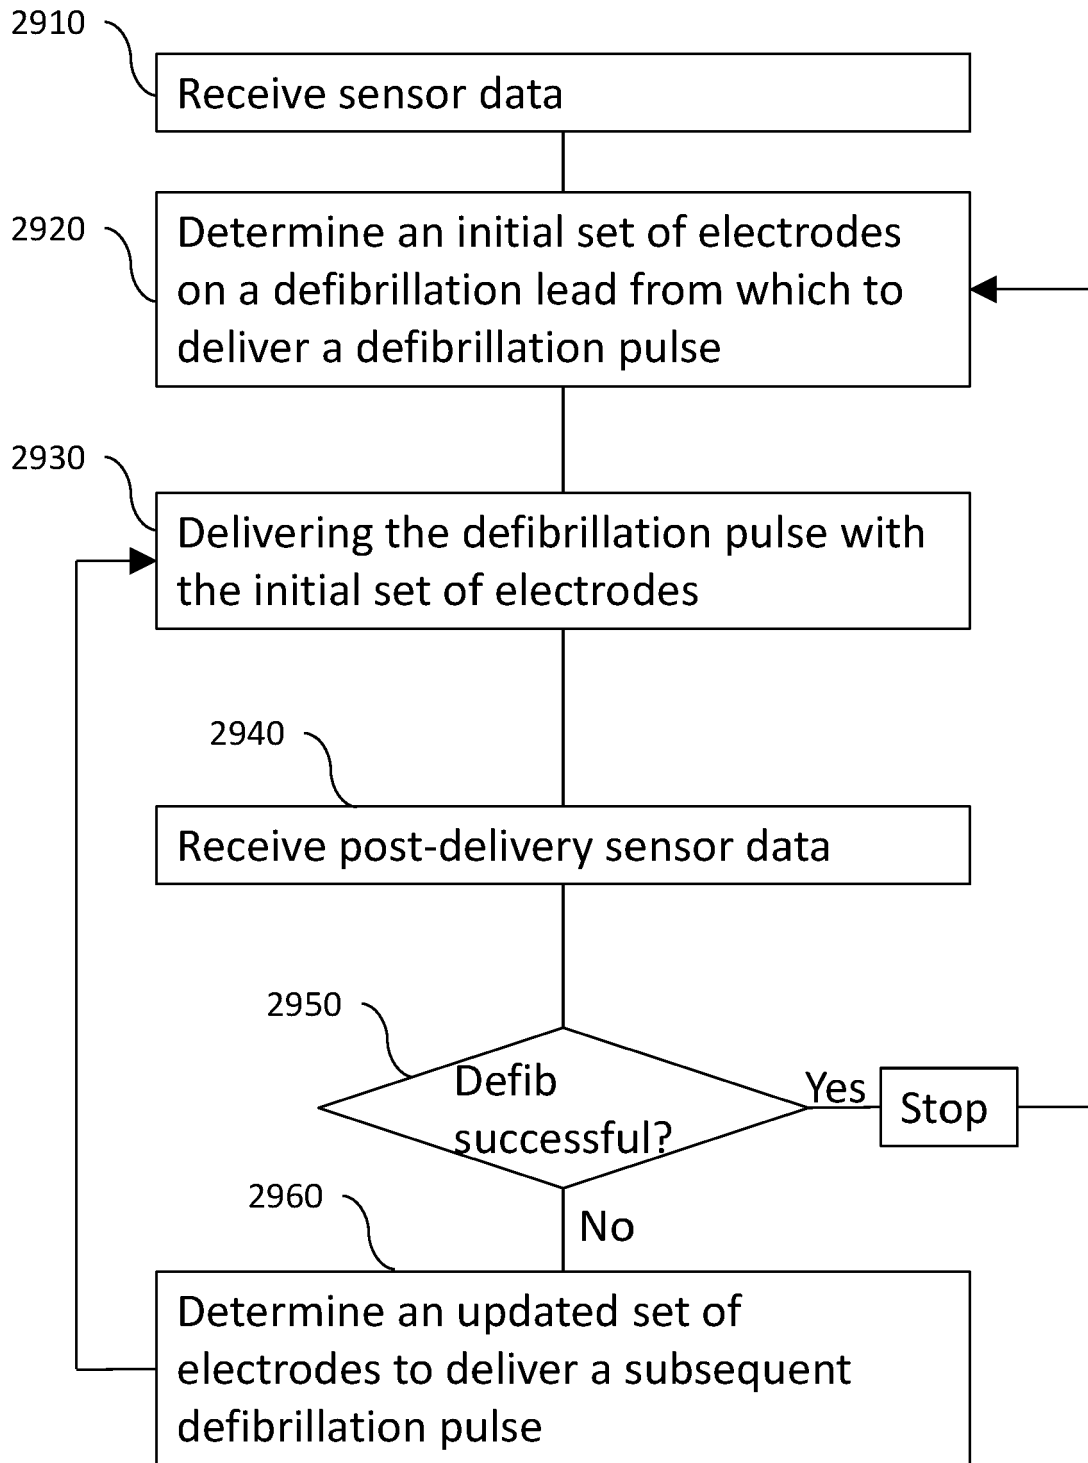 2910
Receive sensor data
2920
Determine an initial set of electrodes
on a defibrillation lead from which to
deliver a defibrillation pulse
2930
Delivering the defibrillation pulse with
the initial set of electrodes
2940
Receive post-delivery sensor data
2950
Defib
successful?
Yes
Stop
2960
No
Determine an updated set of
electrodes to deliver a subsequent
defibrillation pulse